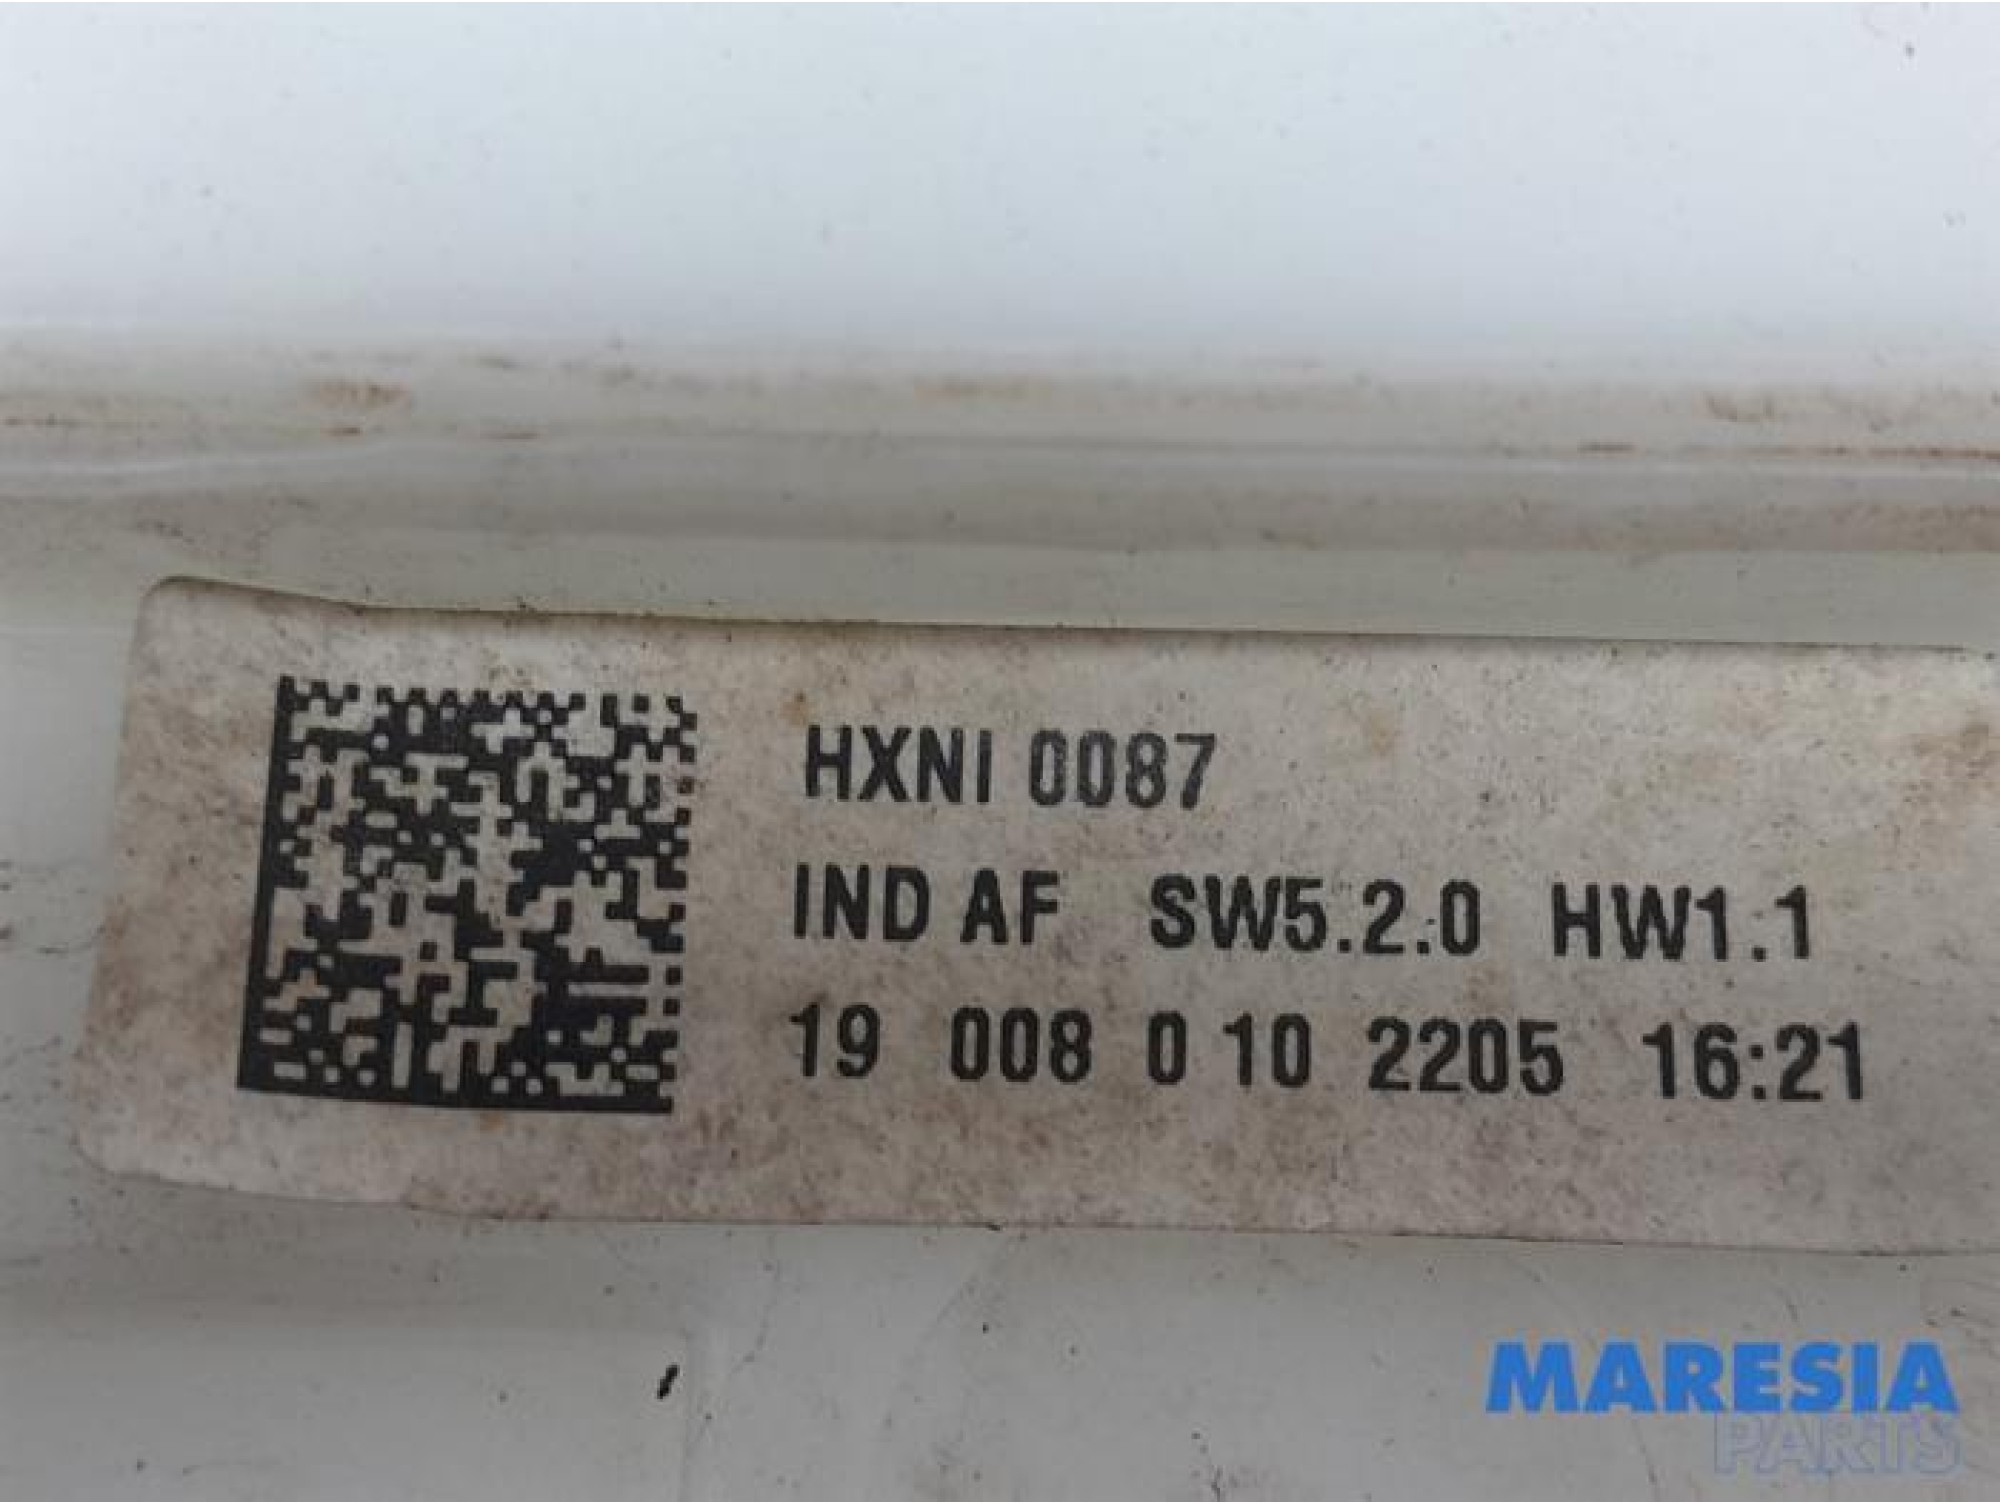 HXNI 0087
IND AF SW5.2.0 HW1.1
19 008 0 10 2205 16:21
MARESIA
PARTS